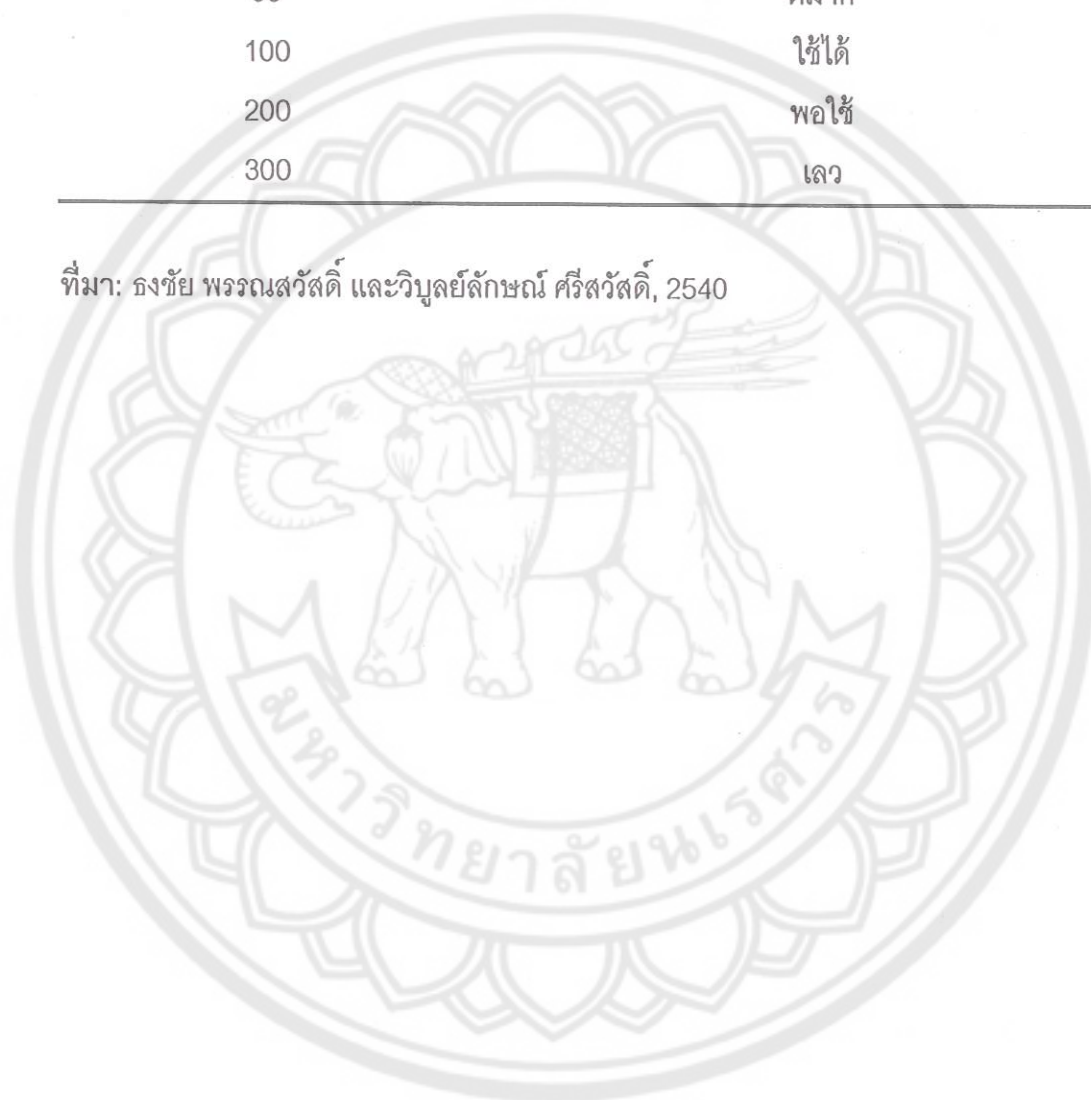 100 ใช้ได้
200 พอใช้
300 เลว
ที่มา: ธงชัย พรรณสวัสดิ์ และวิบูลย์ลักษณ์ ศรีสวัสดิ์, 2540
มหาวิทยาลัยนเรศวร